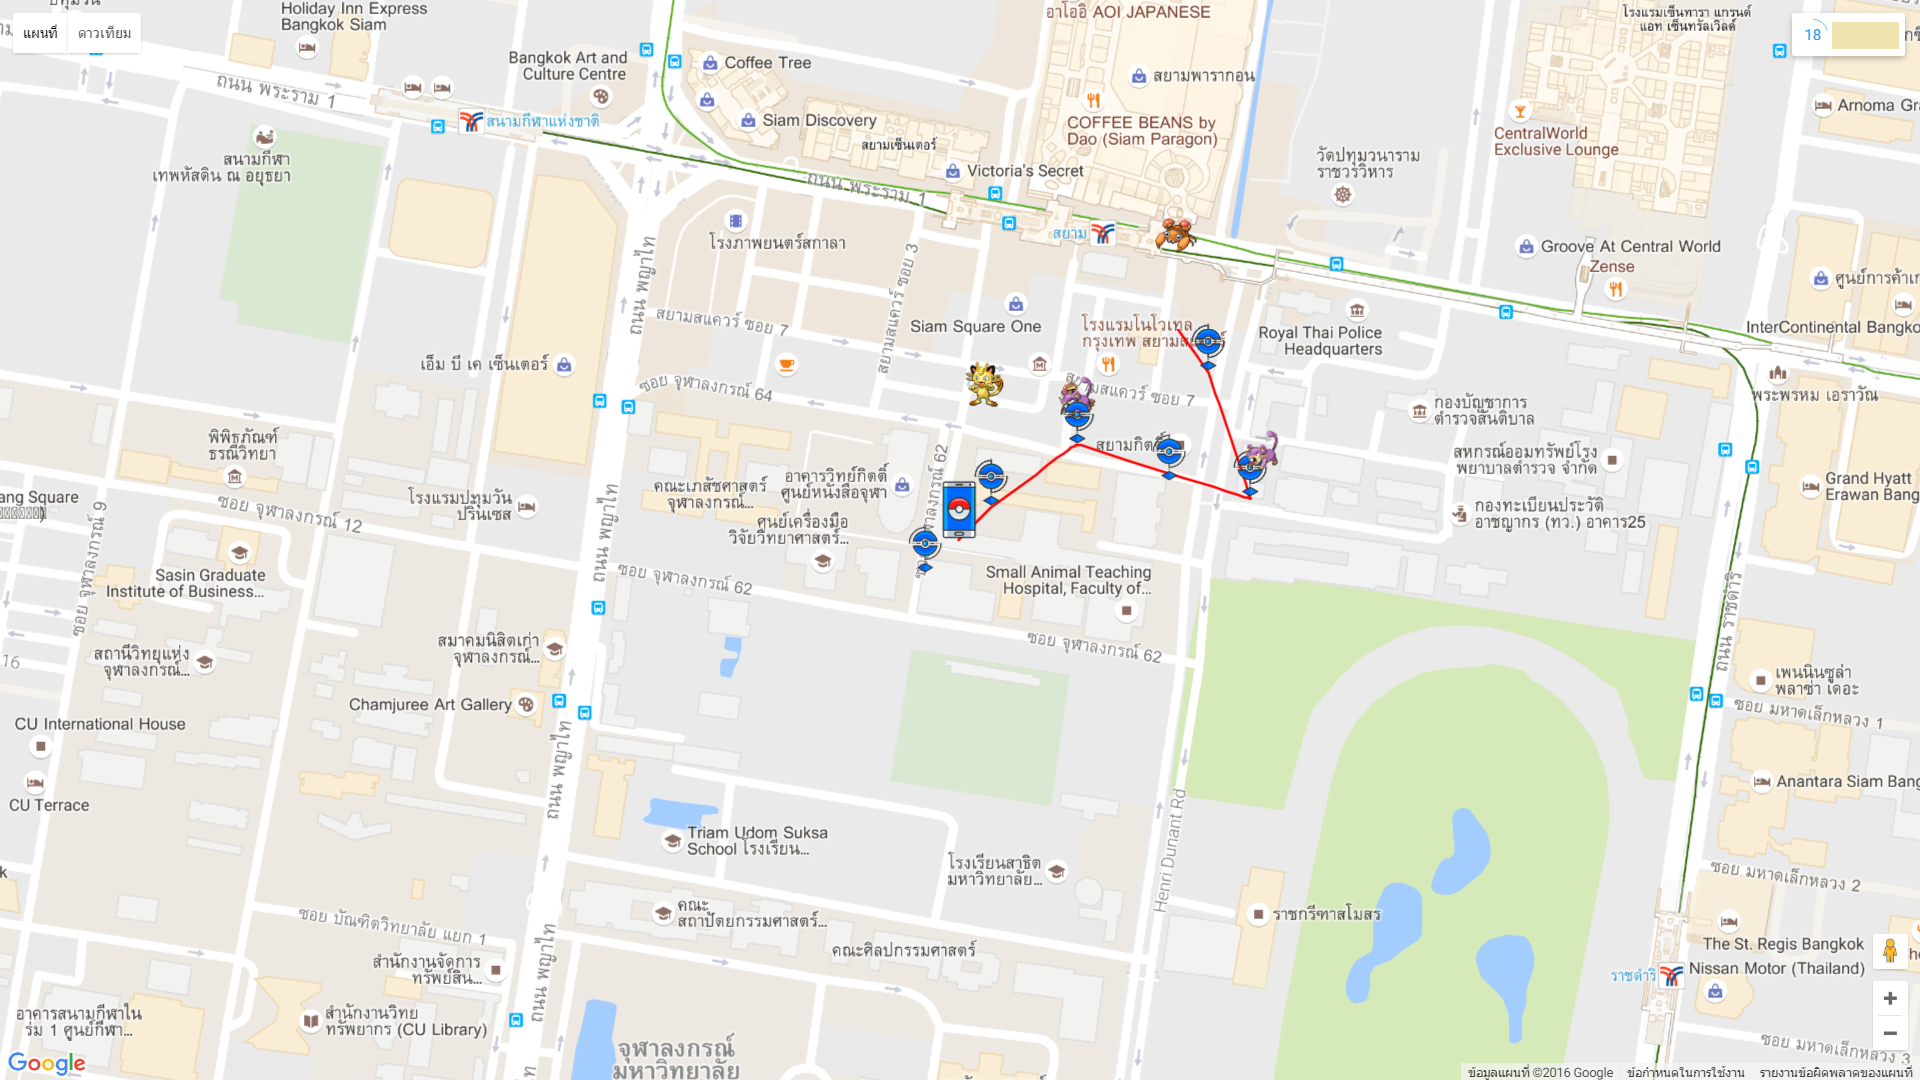 Holiday Inn Express
Bangkok Siam
แผนที่
ดาวเทียม
ถนน พระราม 1
Bangkok Art and
Culture Centre
Coffee Tree
Siam Discovery
สยามเซ็นเตอร์
Victoria's Secret
อาโออิ AOI JAPANESE
สยามพารากอน
COFFEE BEANS by
Dao (Siam Paragon)
โรงแรมเซ็นทารา แกรนด์
แอท เซ็นทรัลเวิลด์
18
Arnoma Gr
CentralWorld
Exclusive Lounge
วัดปทุมวนาราม
ราชวรวิหาร
สนามกีฬาแห่งชาติ
สนามกีฬา
เทพหัสดิน ณ อยุธยา
ถนน พระราม 1
โรงภาพยนตร์สกาลา
สยาม
Groove At Central World
Zense
ศูนย์การค้าเก
ถนน พญาไท
สยามสแควร์ ซอย 3
สยามสแควร์ ซอย 7
Siam Square One
โรงแรมโนโวเทล
กรุงเทพ
Royal Thai Police
Headquarters
InterContinental Bangko
เอ็ม บี เค เซ็นเตอร์
ซอย จุฬาลงกรณ์ 64
สยามสแควร์ ซอย 7
กองบัญชาการ
ตำรวจสันติบาล
พระพรหม เอราวัณ
พิพิธภัณฑ์
ธรณีวิทยา
สยามกิตติ์
สหกรณ์ออมทรัพย์โรง
พยาบาลตำรวจ จำกัด
Grand Hyatt
Erawan Bang
ang Square
ซอย จุฬาลงกรณ์ 12
โรงแรมปทุมวัน
ปริ๊นเซส
คณะเภสัชศาสตร์
จุฬาลงกรณ์...
อาคารวิทย์กิตติ์
ศูนย์หนังสือจุฬา
ศูนย์เครื่องมือ
วิจัยวิทยาศาสตร์...
กองทะเบียนประวัติ
อาชญากร (ทว.) อาคาร25
ซอย จุฬาลงกรณ์ 9
ถนน พญาไท
Sasin Graduate
Institute of Business...
ซอย จุฬาลงกรณ์ 62
Small Animal Teaching
Hospital, Faculty of...
ถนน ราชดำริ
สมาคมนิสิตเก่า
จุฬาลงกรณ์...
ซอย จุฬาลงกรณ์ 62
16
สถานีวิทยุแห่ง
จุฬาลงกรณ์...
เพนนินซูล่า
พลาซ่า เดอะ
Chamjuree Art Gallery
ซอย มหาดเล็กหลวง 1
CU International House
ถนน พญาไท
CU Terrace
Anantara Siam Bang
Triam Udom Suksa
School โรงเรียน...
Henri Dunant Rd
โรงเรียนสาธิต
มหาวิทยาลัย...
ซอย มหาดเล็กหลวง 2
k
ซอย บัณฑิตวิทยาลัย แยก 1
คณะ
สถาปัตยกรรมศาสตร์...
ราชกรีฑาสโมสร
คณะศิลปกรรมศาสตร์
The St. Regis Bangkok
สำนักงานจัดการ
ทรัพย์สิน...
ถนน พญาไท
ราชดำริ
Nissan Motor (Thailand)
อาคารสนามกีฬาใน
ร่ม 1 ศูนย์กีฬา...
สำนักงานวิทย
ทรัพยากร (CU Library)
จุฬาลงกรณ์
มหาวิทยาลัย
ซอย มหาดเล็กหลวง 3
Google
ข้อมูลแผนที่ ©2016 Google
ข้อกำหนดในการใช้งาน
รายงานข้อผิดพลาดของแผนที่